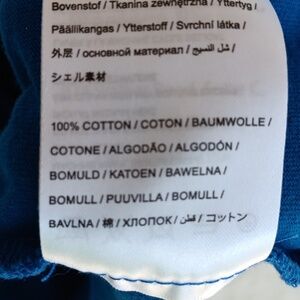 Bovenstof / Tkanina zewnętrzna / Yttertyg /
Päällikangas / Ytterstoff / Svrchní látka /
外层 / основной материал / شل النسيج /
シェル素材
100% COTTON / COTON / BAUMWOLLE /
COTONE / ALGODÃO / ALGODÓN /
BOMULD / KATOEN / BAWEŁNA /
BOMULL / PUUVILLA / BOMULL /
BAVLNA / 棉 / ХЛОПОК / قطن / コットン